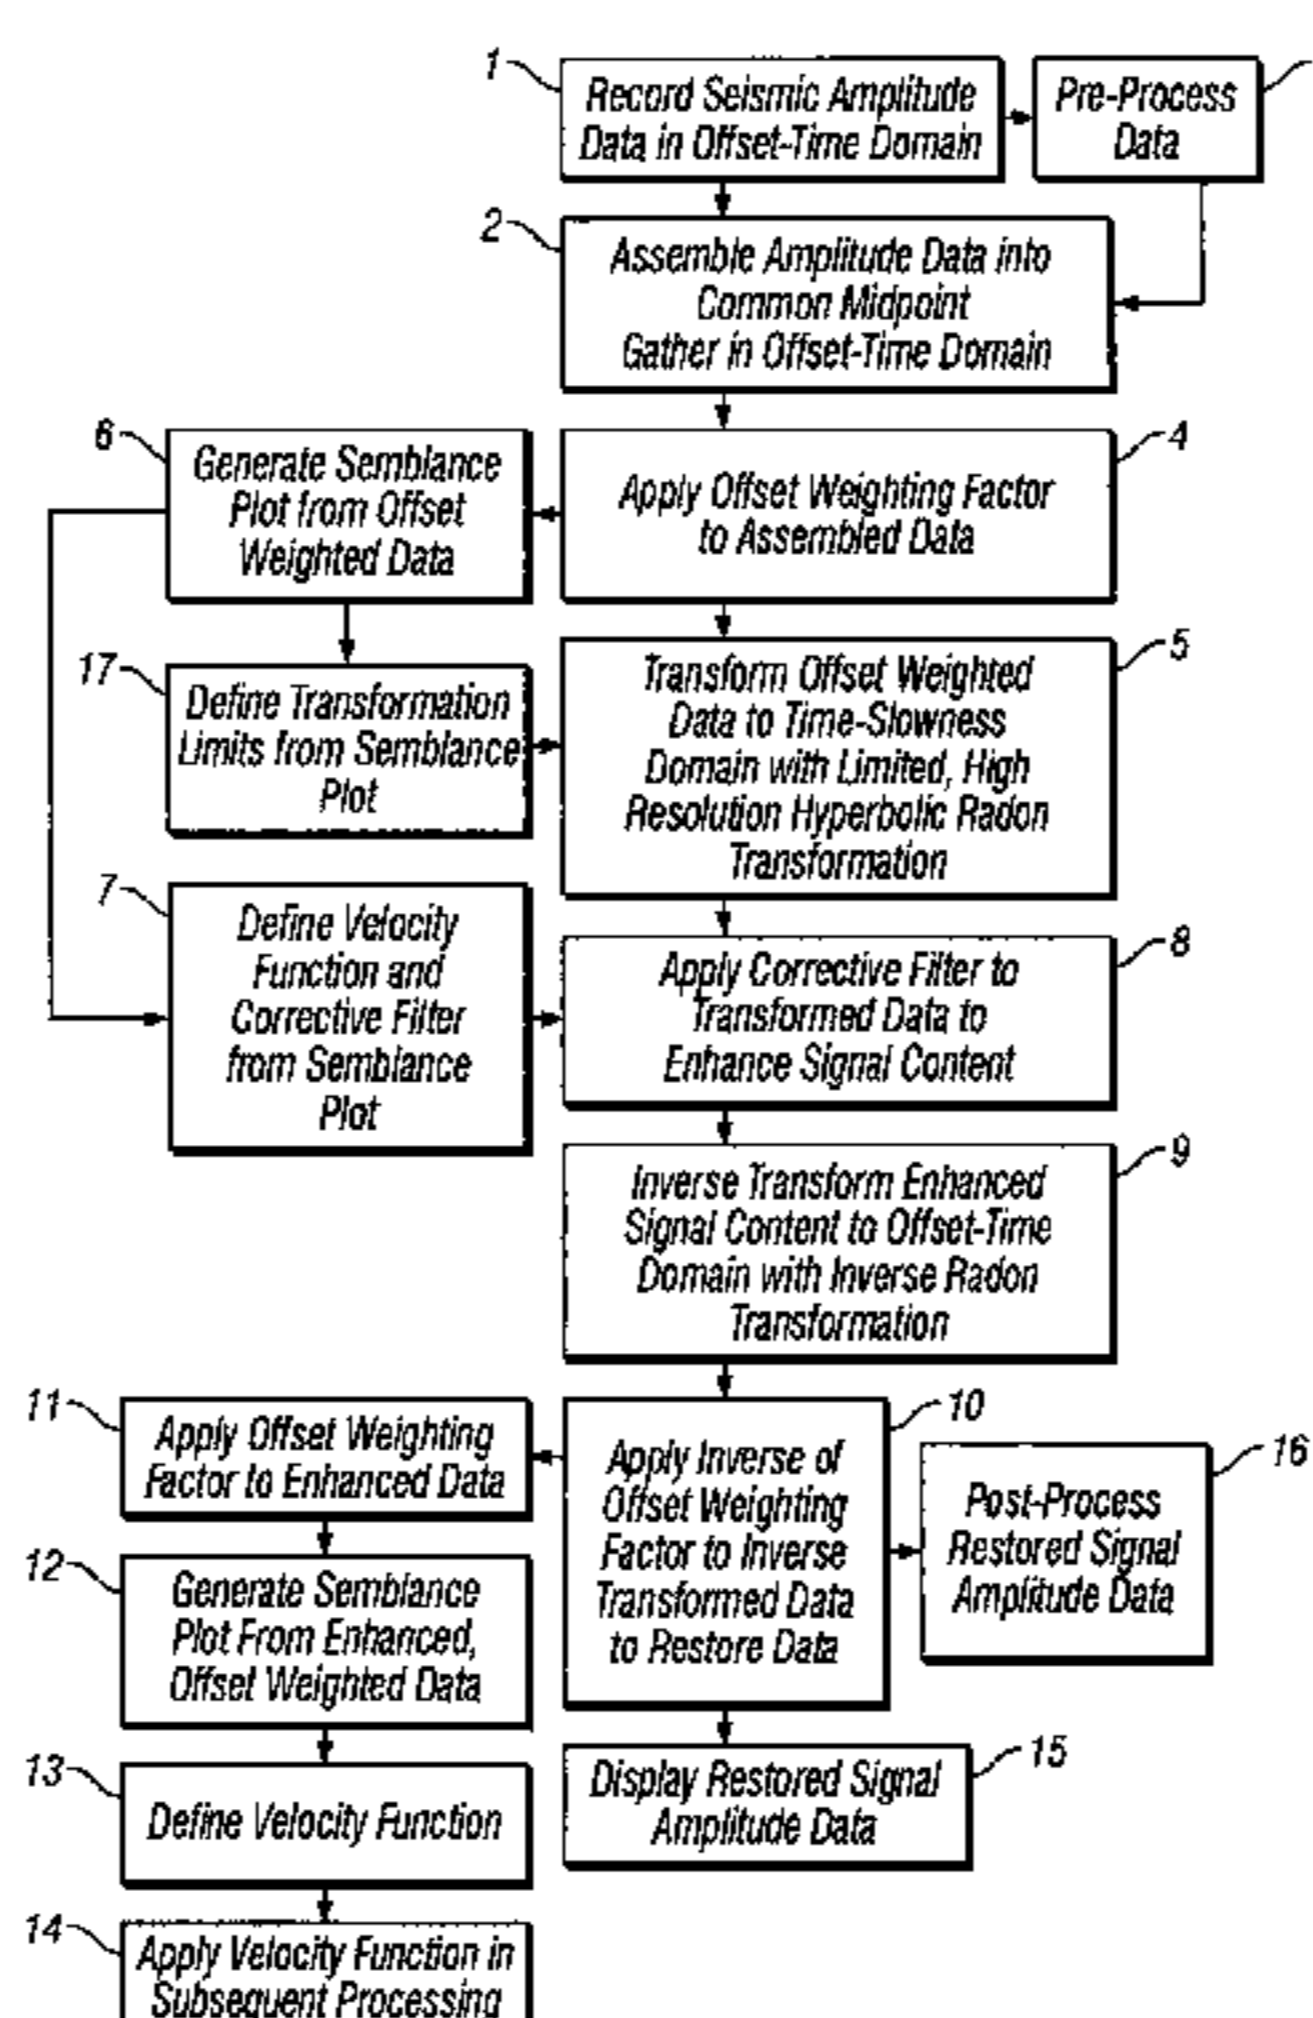 1
Record Seismic Amplitude
Data in Offset-Time Domain
Pre-Process
Data
2
Assemble Amplitude Data into
Common Midpoint
Gather in Offset-Time Domain
6
Generate Semblance
Plot from Offset
Weighted Data
4
Apply Offset Weighting Factor
to Assembled Data
17
Define Transformation
Limits from Semblance
Plot
5
Transform Offset Weighted
Data to Time-Slowness
Domain with Limited, High
Resolution Hyperbolic Radon
Transformation
7
Define Velocity
Function and
Corrective Filter
from Semblance
Plot
8
Apply Corrective Filter to
Transformed Data to
Enhance Signal Content
9
Inverse Transform Enhanced
Signal Content to Offset-Time
Domain with Inverse Radon
Transformation
11
Apply Offset Weighting
Factor to Enhanced Data
10
Apply Inverse of
Offset Weighting
Factor to Inverse
Transformed Data
to Restore Data
16
Post-Process
Restored Signal
Amplitude Data
12
Generate Semblance
Plot From Enhanced,
Offset Weighted Data
13
Define Velocity Function
15
Display Restored Signal
Amplitude Data
14
Apply Velocity Function in
Subsequent Processing